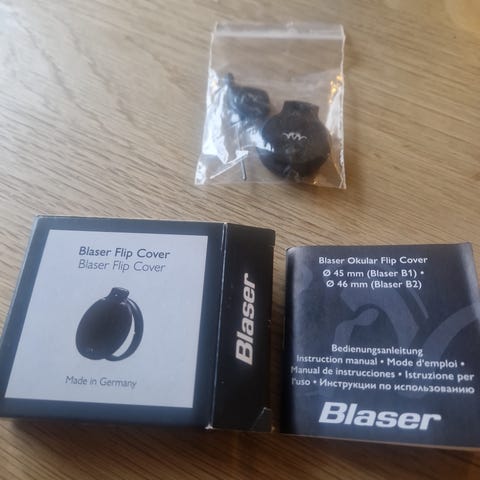 Blaser Flip Cover
Blaser Flip Cover
Made in Germany
Blaser
Blaser Okular Flip Cover
Ø 45 mm (Blaser B1) •
Ø 46 mm (Blaser B2)
Bedienungsanleitung
Instruction manual • Mode d'emploi •
Manual de instrucciones • Istruzione per
l'uso • Инструкции по использованию
Blaser